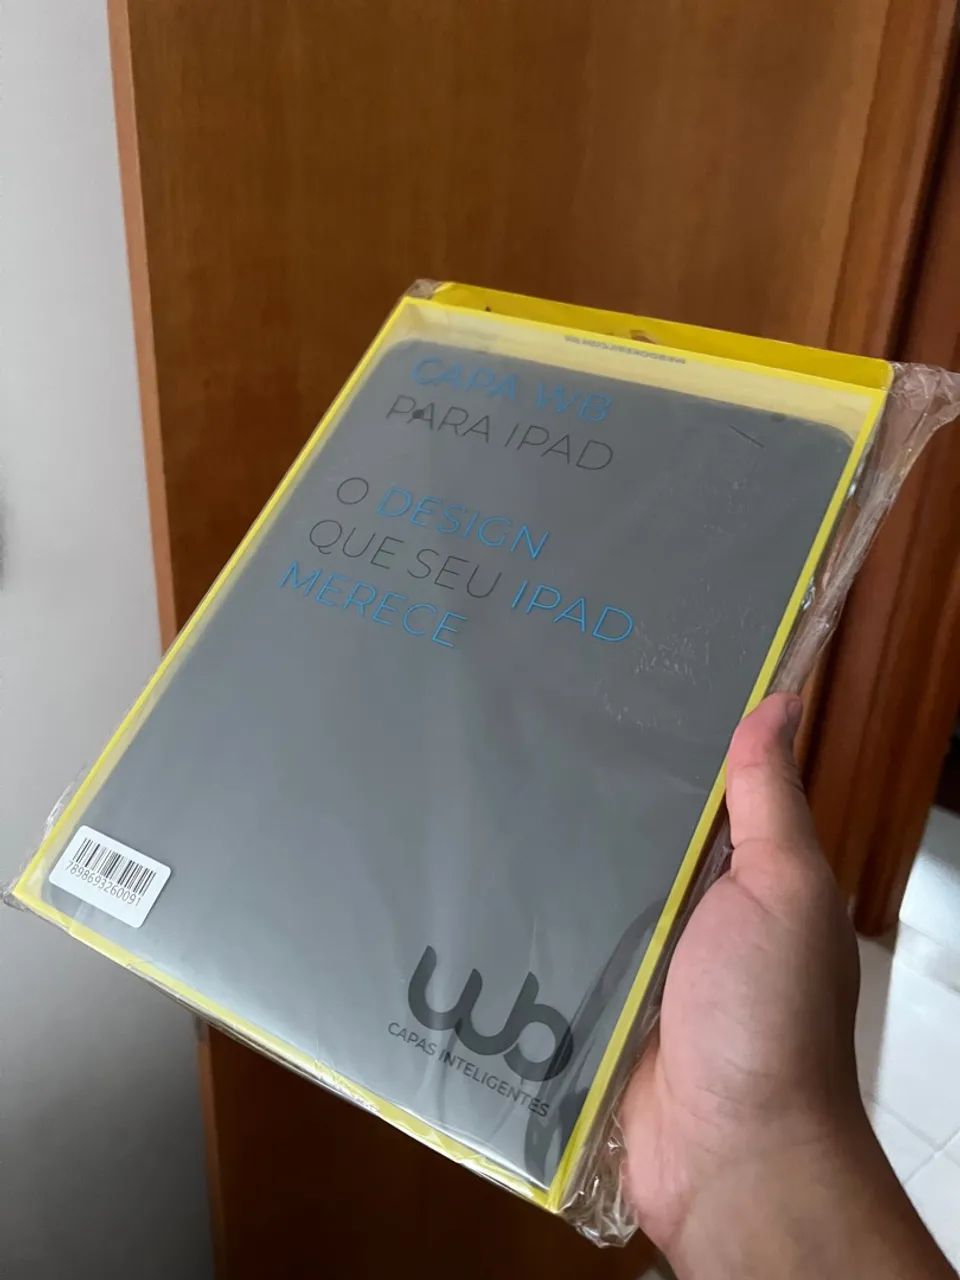 CAPA WB
PARA IPAD
O DESIGN
QUE SEU IPAD
MERECE
7898693260091
wb
CAPAS INTELIGENTES